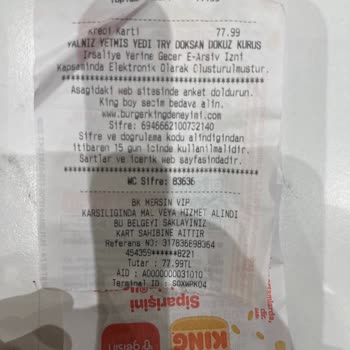 Kredi Karti 77.99
YALNIZ YETMIS YEDI TRY DOKSAN DOKUZ KURUS
Irsaliye Yerine Gecer E-Arsiv Izni
Kapsaminda Elektronik Olarak Olusturulmustur.
Asagidaki web sitesinde anket doldurun.
King boy secim bedava alin.
www.burgerkingdeneyimi.com
Sifre: 6946662100732140
Sifre ve dogrulama kodu alindigindan
itibaren 15 gun icinde kullanilmalidir.
Sartlar ve icerik web sayfasindadir.
WC Sifre: 83636
BK MERSIN VIP
KARSILIGINDA MAL VEYA HIZMET ALINDI
BU BELGEYI SAKLAYINIZ
KART SAHIBINE AITTIR
Referans NO: 317836698364
454359******8221
Tutar : 77.99TL
AID : A0000000031010
Terminal ID : SOXWPK04
Siparişini
KING